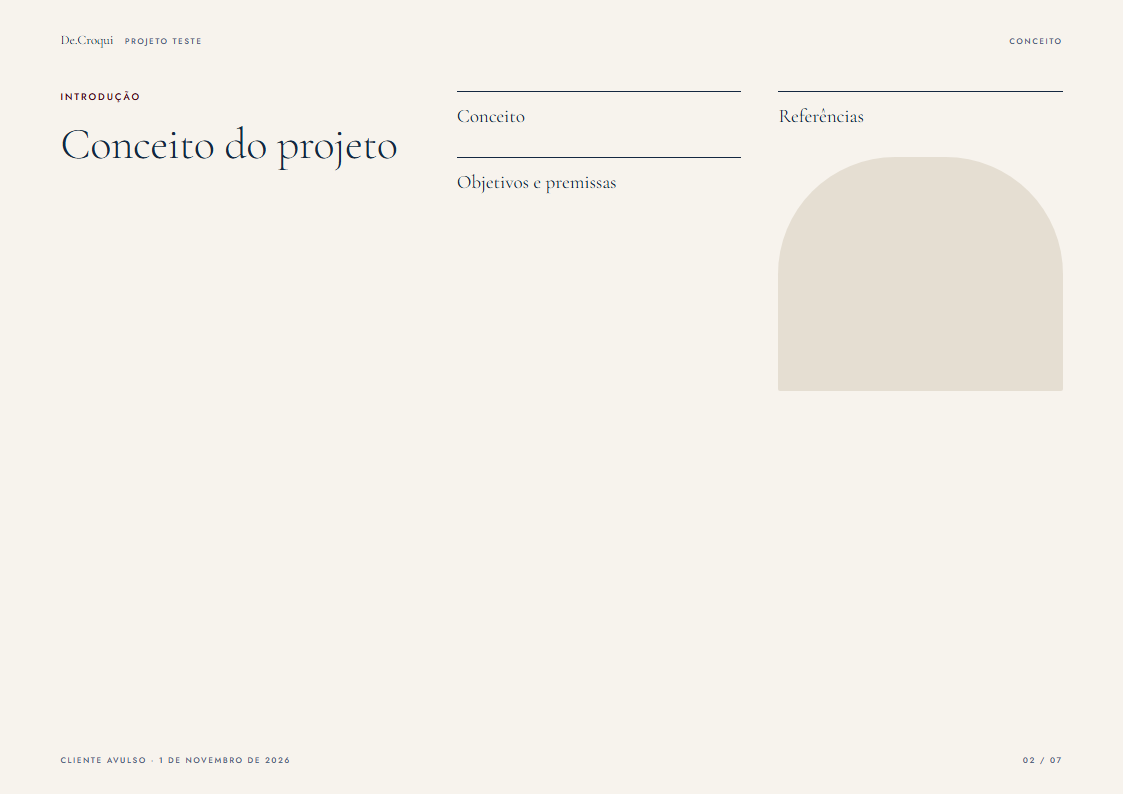 De.Croqui PROJETO TESTE
CONCEITO
INTRODUÇÃO
Conceito do projeto
Conceito
Objetivos e premissas
Referências
CLIENTE AVULSO · 1 DE NOVEMBRO DE 2026
02 / 07